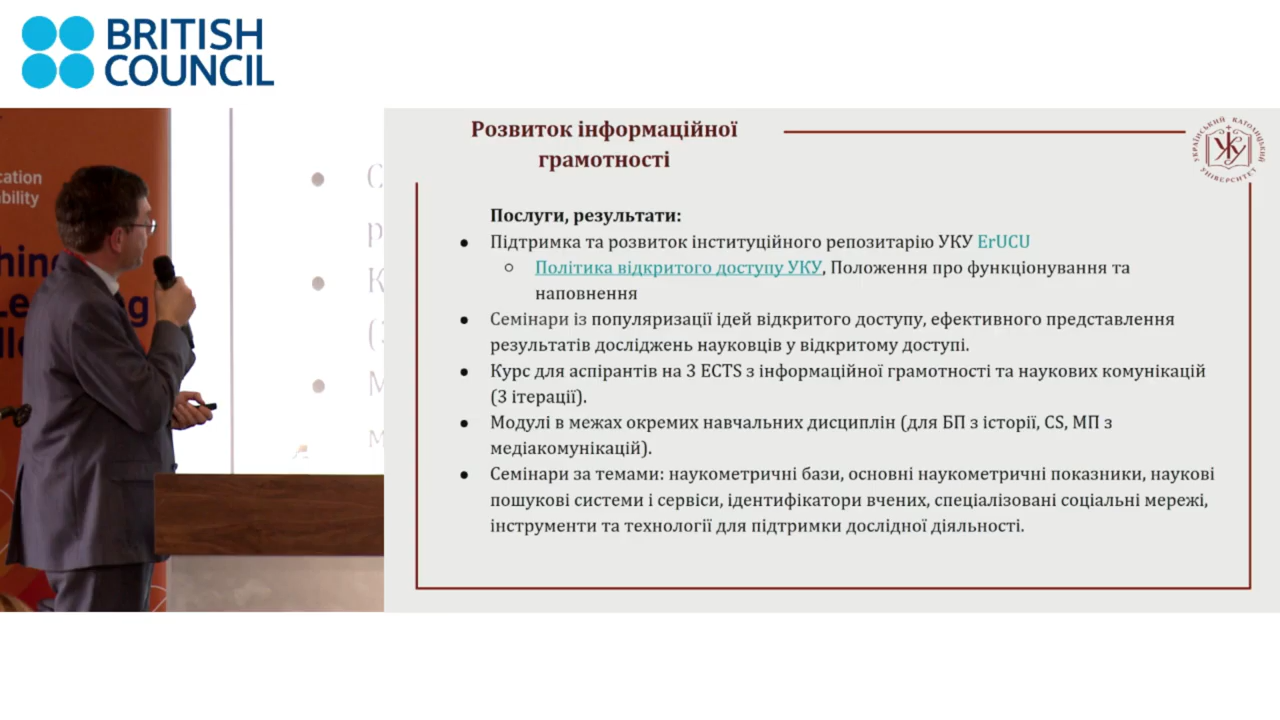 BRITISH
COUNCIL
Розвиток інформаційної
грамотності
УКРАЇНСЬКИЙ КАТОЛИЦЬКИЙ
УНІВЕРСИТЕТ
Послуги, результати:
● Підтримка та розвиток інституційного репозитарію УКУ ErUCU
○ Політика відкритого доступу УКУ, Положення про функціонування та
наповнення
● Семінари із популяризації ідей відкритого доступу, ефективного представлення
результатів досліджень науковців у відкритому доступі.
● Курс для аспірантів на 3 ECTS з інформаційної грамотності та наукових комунікацій
(3 ітерації).
● Модулі в межах окремих навчальних дисциплін (для БП з історії, CS, МП з
медіакомунікацій).
● Семінари за темами: наукометричні бази, основні наукометричні показники, наукові
пошукові системи і сервіси, ідентифікатори вчених, спеціалізовані соціальні мережі,
інструменти та технології для підтримки дослідної діяльності.